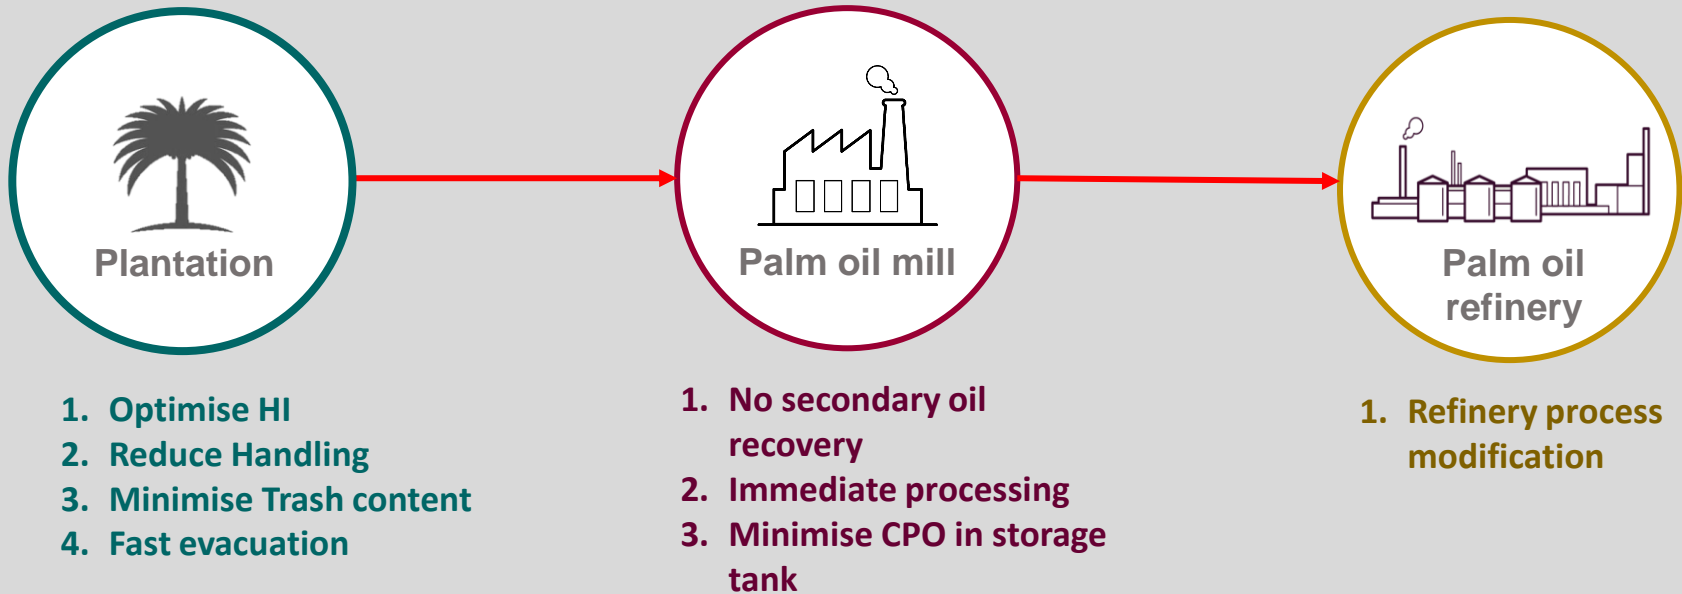 Plantation
1. Optimise HI
2. Reduce Handling
3. Minimise Trash content
4. Fast evacuation
Palm oil mill
1. No secondary oil
recovery
2. Immediate processing
3. Minimise CPO in storage
tank
Palm oil
refinery
1. Refinery process
modification